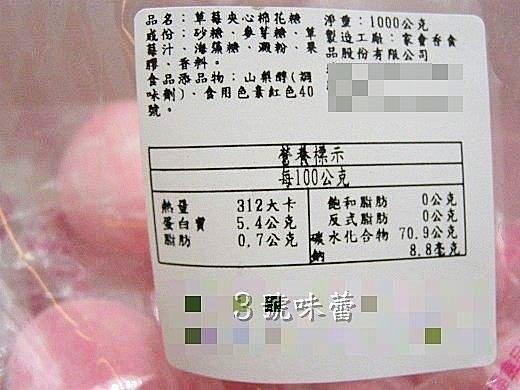 品名：草莓夾心棉花糖
成份：砂糖、麥芽糖、草
莓汁、海藻糖、澱粉、果
膠、香料。
食品添品物：山梨醇(調
味劑)、食用色素紅色40
號。
淨重：1000公克
製造工廠：家會香食
品股份有限公司
營養標示
每100公克
熱量 312大卡
蛋白質 5.4公克
脂肪 0.7公克
飽和脂肪 0公克
反式脂肪 0公克
碳水化合物 70.9公克
鈉 8.8毫克
3號味蕾